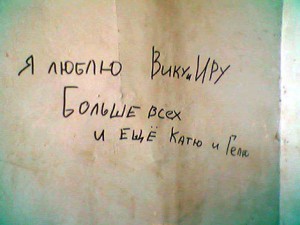 Я люблю Вику и Иру
Больше всех
и ещё Катю и Гелю